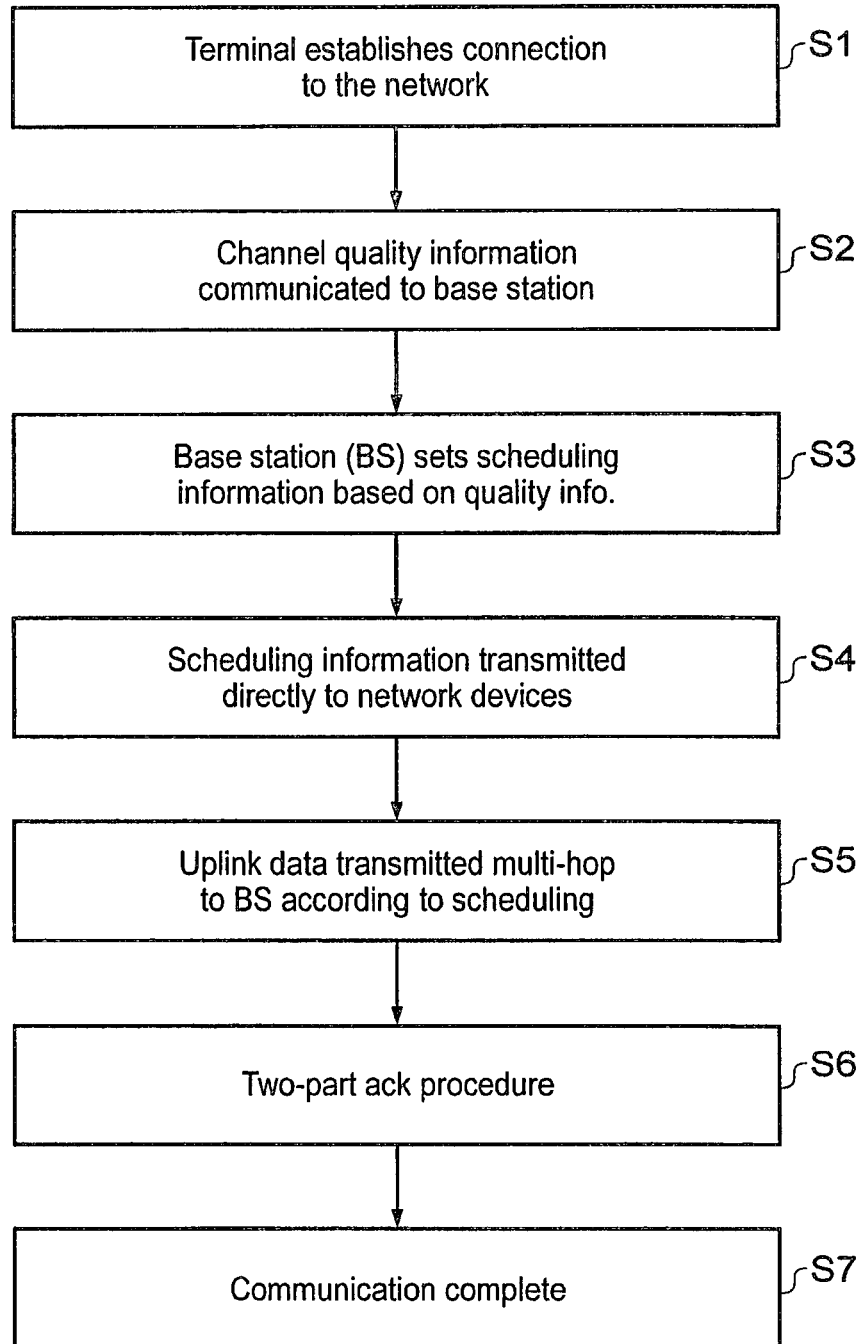 Terminal establishes connection
to the network
S1
Channel quality information
communicated to base station
S2
Base station (BS) sets scheduling
information based on quality info.
S3
Scheduling information transmitted
directly to network devices
S4
Uplink data transmitted multi-hop
to BS according to scheduling
S5
Two-part ack procedure
S6
Communication complete
S7